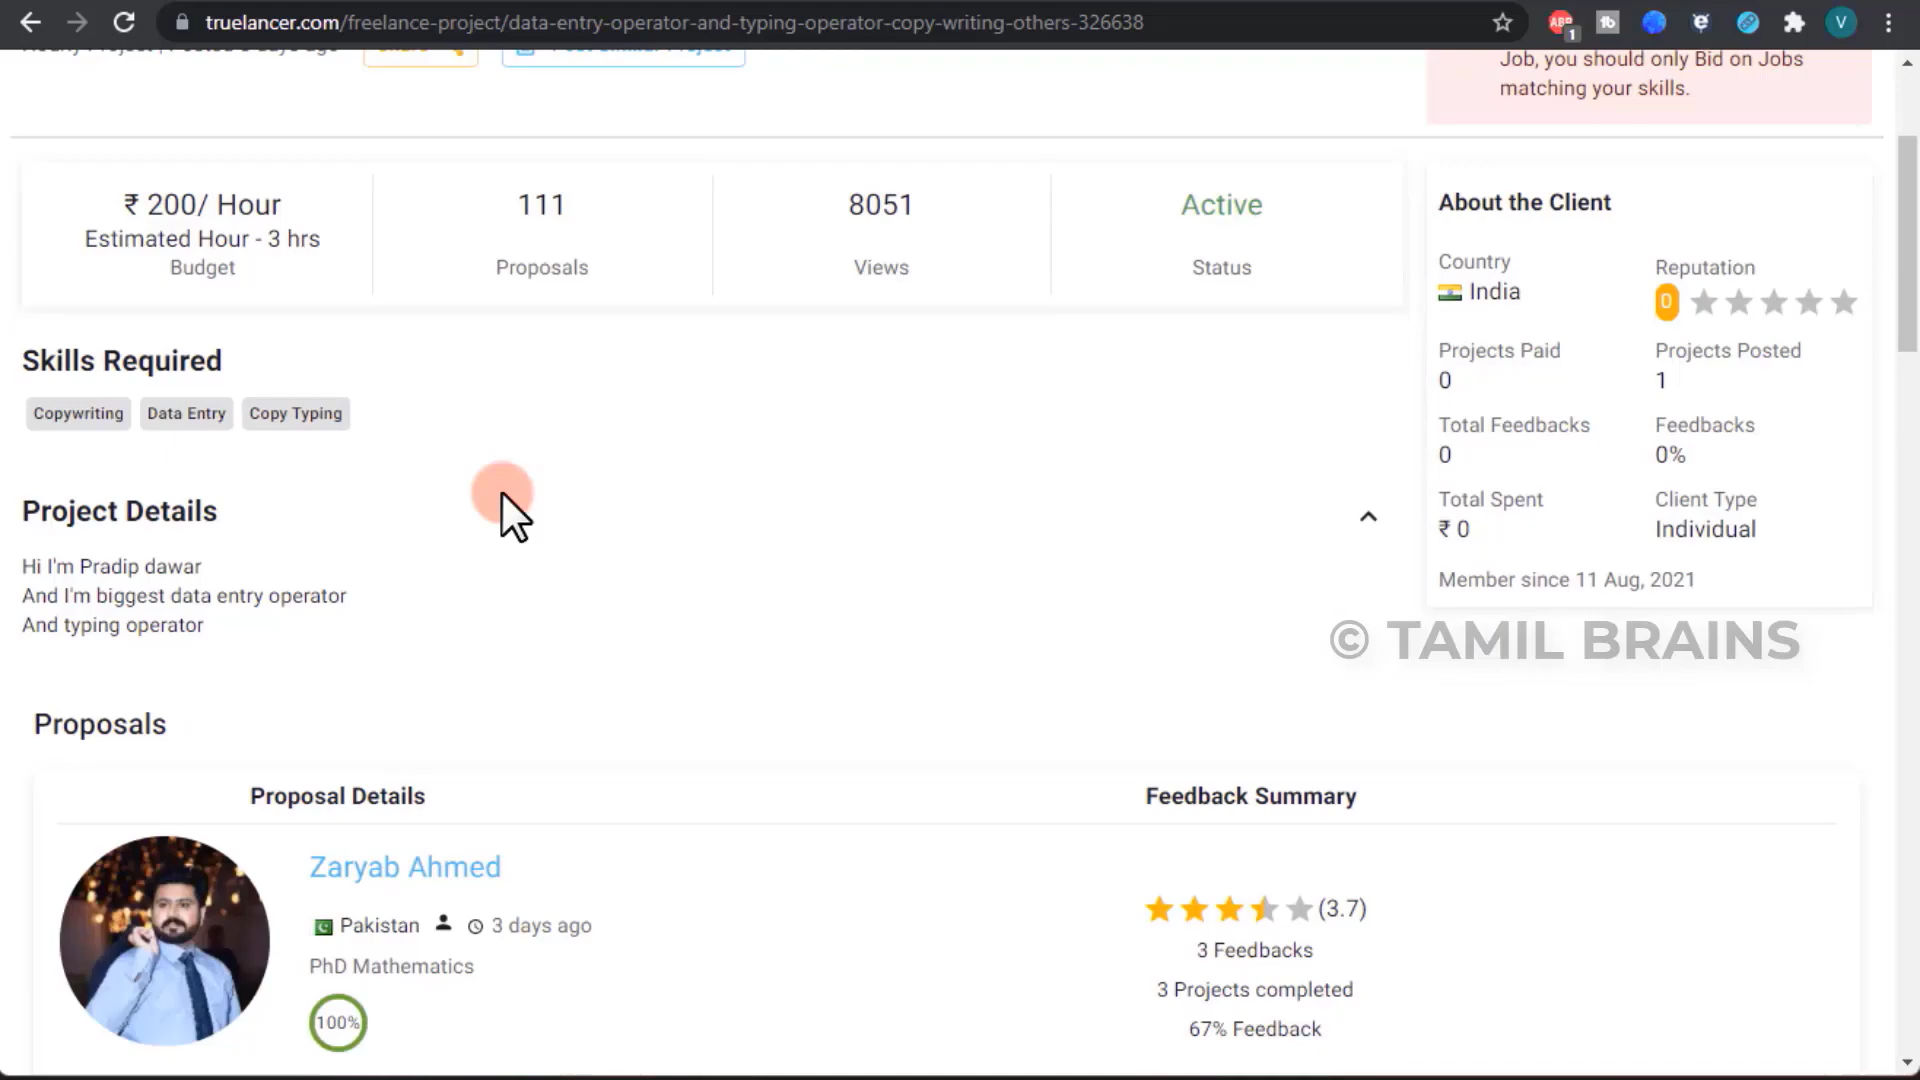 truelancer.com/freelance-project/data-entry-operator-and-typing-operator-copy-writing-others-326638
ABP
1
tb
V
Job, you should only Bid on Jobs
matching your skills.
₹ 200/ Hour
Estimated Hour - 3 hrs
Budget
111
Proposals
8051
Views
Active
Status
About the Client
Country
India
Reputation
0
Projects Paid
0
Projects Posted
1
Total Feedbacks
0
Feedbacks
0%
Total Spent
₹ 0
Client Type
Individual
Member since 11 Aug, 2021
Skills Required
Copywriting
Data Entry
Copy Typing
Project Details
Hi I'm Pradip dawar
And I'm biggest data entry operator
And typing operator
© TAMIL BRAINS
Proposals
Proposal Details
Feedback Summary
Zaryab Ahmed
Pakistan
3 days ago
PhD Mathematics
100%
(3.7)
3 Feedbacks
3 Projects completed
67% Feedback